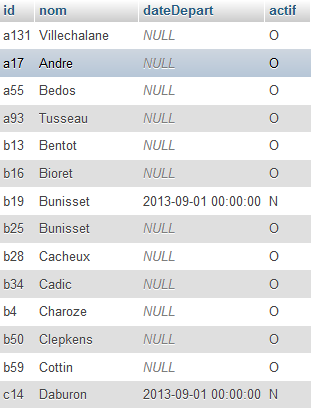 id nom dateDepart actif
a131 Villechalane NULL O
a17 Andre NULL O
a55 Bedos NULL O
a93 Tusseau NULL O
b13 Bentot NULL O
b16 Bioret NULL O
b19 Bunisset 2013-09-01 00:00:00 N
b25 Bunisset NULL O
b28 Cacheux NULL O
b34 Cadic NULL O
b4 Charoze NULL O
b50 Clepkens NULL O
b59 Cottin NULL O
c14 Daburon 2013-09-01 00:00:00 N